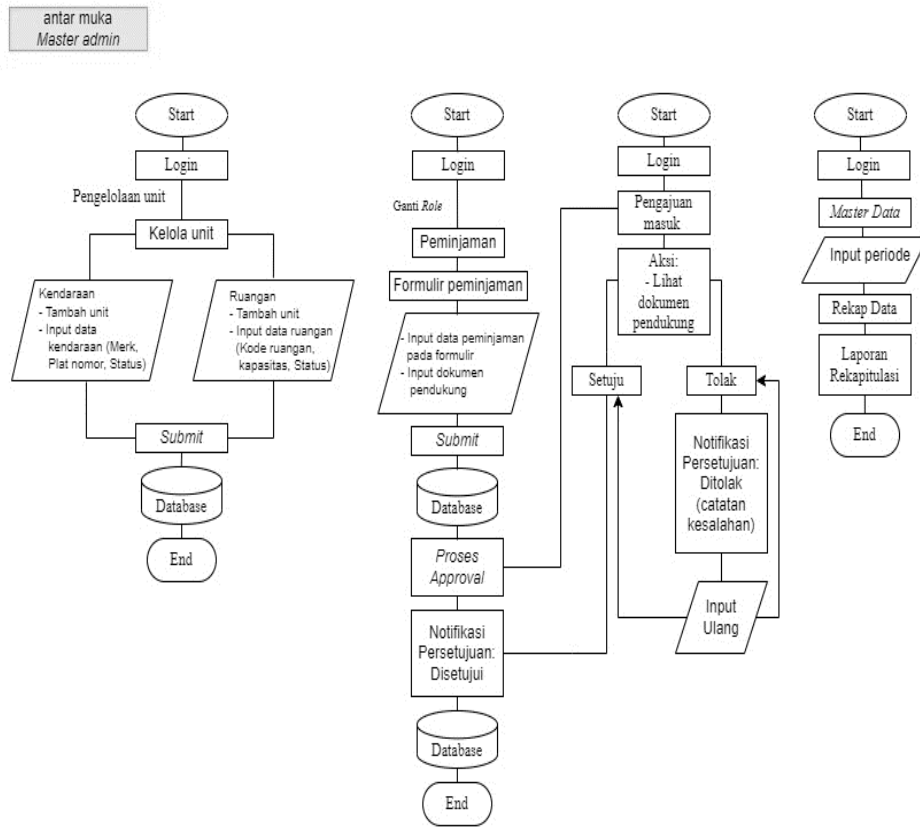 antar muka
Master admin
Start
Login
Pengelolaan unit
Kelola unit
Kendaraan
- Tambah unit
- Input data
kendaraan (Merk,
Plat nomor, Status)
Ruangan
- Tambah unit
- Input data ruangan
(Kode ruangan,
kapasitas, Status)
Submit
Database
End
Start
Login
Ganti Role
Peminjaman
Formulir peminjaman
- Input data peminjaman
pada formulir
- Input dokumen
pendukung
Submit
Database
Proses
Approval
Notifikasi
Persetujuan:
Disetujui
Database
End
Start
Login
Pengajuan
masuk
Aksi:
- Lihat
dokumen
pendukung
Setuju
Tolak
Notifikasi
Persetujuan:
Ditolak
(catatan
kesalahan)
Input
Ulang
Start
Login
Master Data
Input periode
Rekap Data
Laporan
Rekapitulasi
End